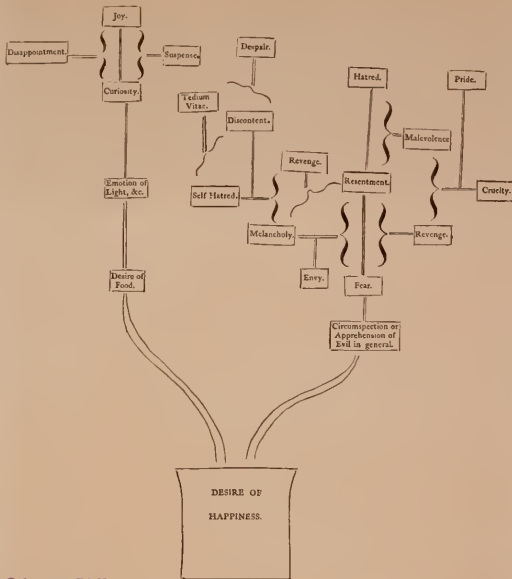 Joy.
Disappointment.
Suspense.
Curiosity.
Despair.
Tedium
Vitae.
Discontent.
Hatred.
Pride.
Malevolence
Revenge.
Resentment.
Cruelty.
Emotion of
Light, &c.
Self Hatred.
Melancholy.
Revenge.
Envy.
Fear.
Desire of
Food.
Circumspection or
Apprehension of
Evil in general.
DESIRE OF
HAPPINESS.